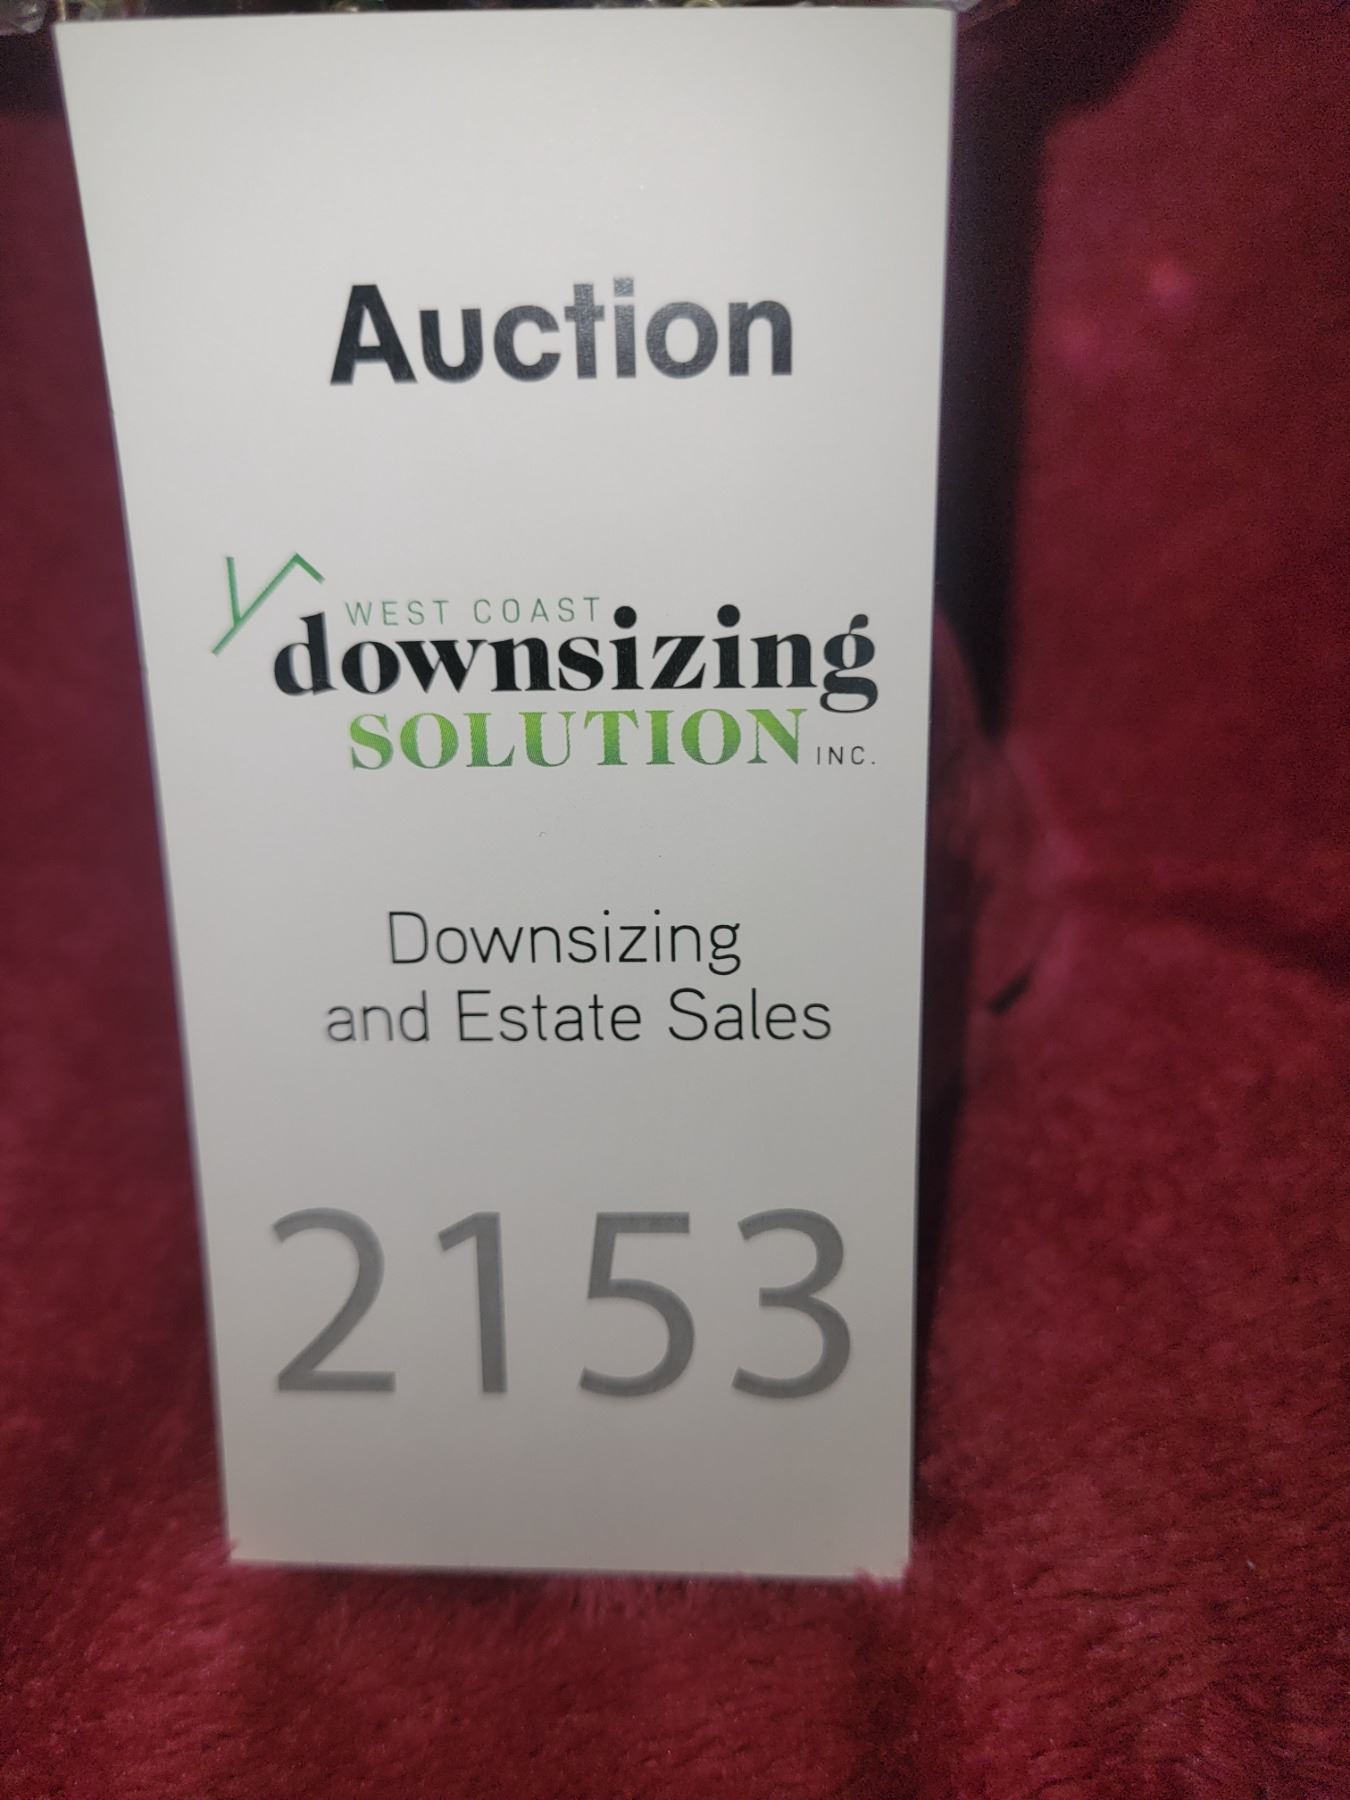 Auction
WEST COAST
downsizing
SOLUTION INC.
Downsizing
and Estate Sales
2153